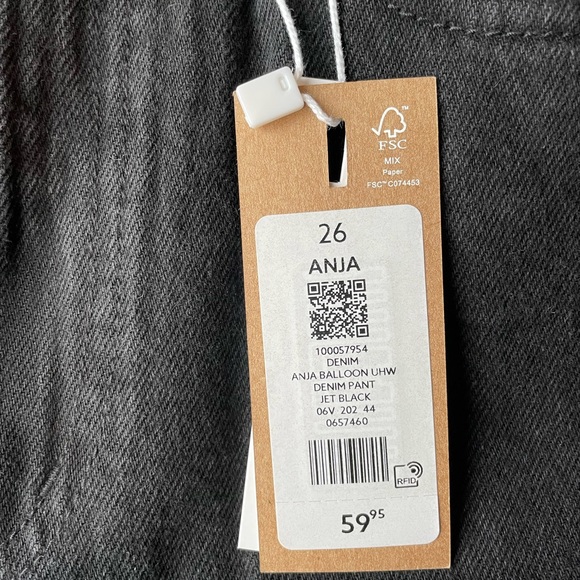 ™
FSC
MIX
Paper
FSC™ C074453
26
ANJA
100057954
DENIM
ANJA BALLOON UHW
DENIM PANT
JET BLACK
06V 202 44
0657460
RFID
59⁹⁵